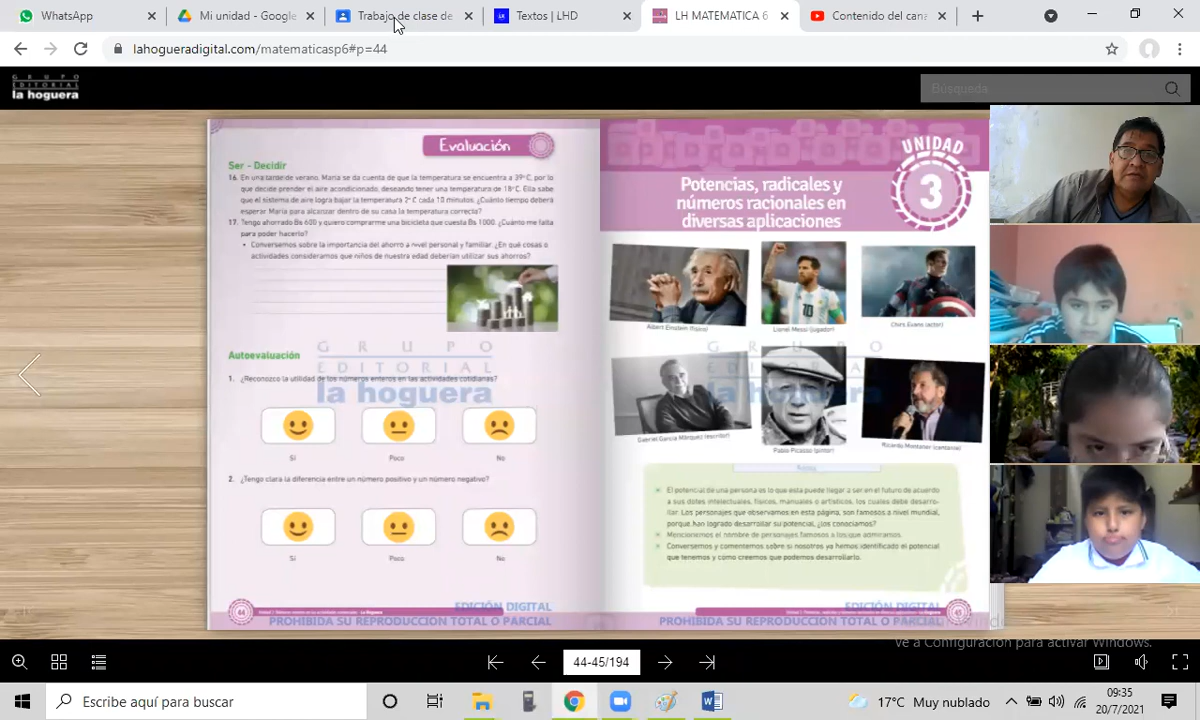 WhatsApp
Mi unidad - Google
Trabajo de clase de
Textos | LHD
LH MATEMATICA 6
Contenido del cana
lahogueradigital.com/matematicasp6#p=44
GRUPO
EDITORIAL
la hoguera
Búsqueda
Evaluación
Ser - Decidir
16. En una tarde de verano, María se da cuenta de que la temperatura se encuentra a 39° C, por lo
que decide prender el aire acondicionado, deseando tener una temperatura de 18° C. Ella sabe
que el sistema de aire logra bajar la temperatura 2° C cada 10 minutos. ¿Cuánto tiempo deberá
esperar María para alcanzar dentro de su casa la temperatura correcta?
17. Tengo ahorrado Bs 600 y quiero comprarme una bicicleta que cuesta Bs 1000. ¿Cuánto me falta
para poder hacerlo?
• Conversemos sobre la importancia del ahorro a nivel personal y familiar. ¿En qué cosas o
actividades consideramos que niños de nuestra edad deberían utilizar sus ahorros?
GRUPO
EDITORIAL
la hoguera
Autoevaluación
1. ¿Reconozco la utilidad de los números enteros en las actividades cotidianas?
Sí
Poco
No
2. ¿Tengo clara la diferencia entre un número positivo y un número negativo?
Sí
Poco
No
44
EDICIÓN DIGITAL
PROHIBIDA SU REPRODUCCION TOTAL O PARCIAL
UNIDAD
3
Potencias, radicales y
números racionales en
diversas aplicaciones
Albert Einstein (físico)
Lionel Messi (jugador)
Chirs Evans (actor)
GRUPO
EDITORIAL
la hoguera
Gabriel García Márquez (escritor)
Pablo Picasso (pintor)
Ricardo Montaner (cantante)
El potencial de una persona es lo que esta puede llegar a ser en el futuro de acuerdo
a sus dotes intelectuales, físicos, manuales o artísticos, los cuales debe desarro-
llar. Los personajes que observamos en esta página, son famosos a nivel mundial,
porque han logrado desarrollar su potencial, ¿los conocíamos?
Mencionemos el nombre de personajes famosos a los que admiramos.
Conversemos y comentemos sobre si nosotros ya hemos identificado el potencial
que tenemos y cómo creemos que podemos desarrollarlo.
45
EDICIÓN DIGITAL
PROHIBIDA SU REPRODUCCION TOTAL O PARCIAL
Ve a Configuración para activar Windows.
44-45/194
Escribe aquí para buscar
17°C Muy nublado
09:35
20/7/2021